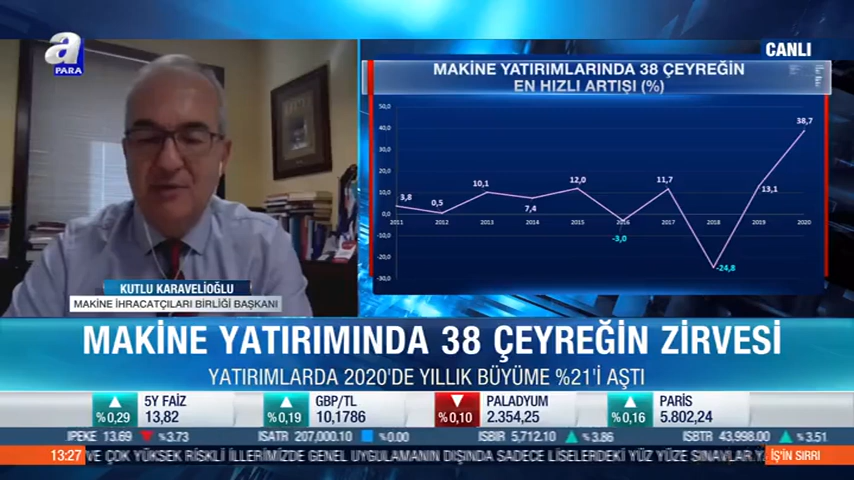 a
PARA
CANLI
MAKİNE YATIRIMLARINDA 38 ÇEYREĞİN
EN HIZLI ARTIŞI (%)
50,0
40,0
30,0
20,0
10,0
0,0
-10,0
-20,0
-30,0
3,8
0,5
10,1
7,4
12,0
-3,0
11,7
-24,8
13,1
38,7
2011
2012
2013
2014
2015
2016
2017
2018
2019
2020
KUTLU KARAVELİOĞLU
MAKİNE İHRACATÇILARI BİRLİĞİ BAŞKANI
MAKİNE YATIRIMINDA 38 ÇEYREĞİN ZİRVESİ
YATIRIMLARDA 2020'DE YILLIK BÜYÜME %21'İ AŞTI
%0,29 5Y FAİZ 13,82
%0,19 GBP/TL 10,1786
%0,10 PALADYUM 2.354,25
%0,16 PARİS 5.802,24
IPEKE 13.69 %3.73 ISATR 207,000.10 %0.00 ISBIR 5,712.10 %3.86 ISBTR 43,998.00 %3.51
13:27 VE ÇOK YÜKSEK RİSKLİ İLLERİMİZDE GENEL UYGULAMANIN DIŞINDA SADECE LİSELERDEKİ YÜZ YÜZE SINAVLAR Y İŞ'İN SIRRI